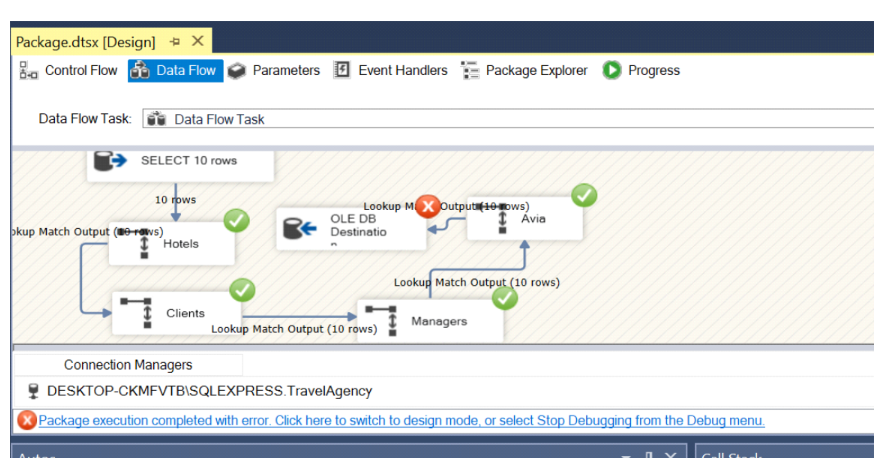 Package.dtsx [Design]
Control Flow Data Flow Parameters Event Handlers Package Explorer Progress
Data Flow Task: Data Flow Task
SELECT 10 rows
10 rows
Lookup M Output (10 rows)
OLE DB
Destinatio
n
Avia
okup Match Output (10 rows)
Hotels
Lookup Match Output (10 rows)
Clients
Managers
Lookup Match Output (10 rows)
Connection Managers
DESKTOP-CKMFVTB\SQLEXPRESS.TravelAgency
Package execution completed with error. Click here to switch to design mode, or select Stop Debugging from the Debug menu.